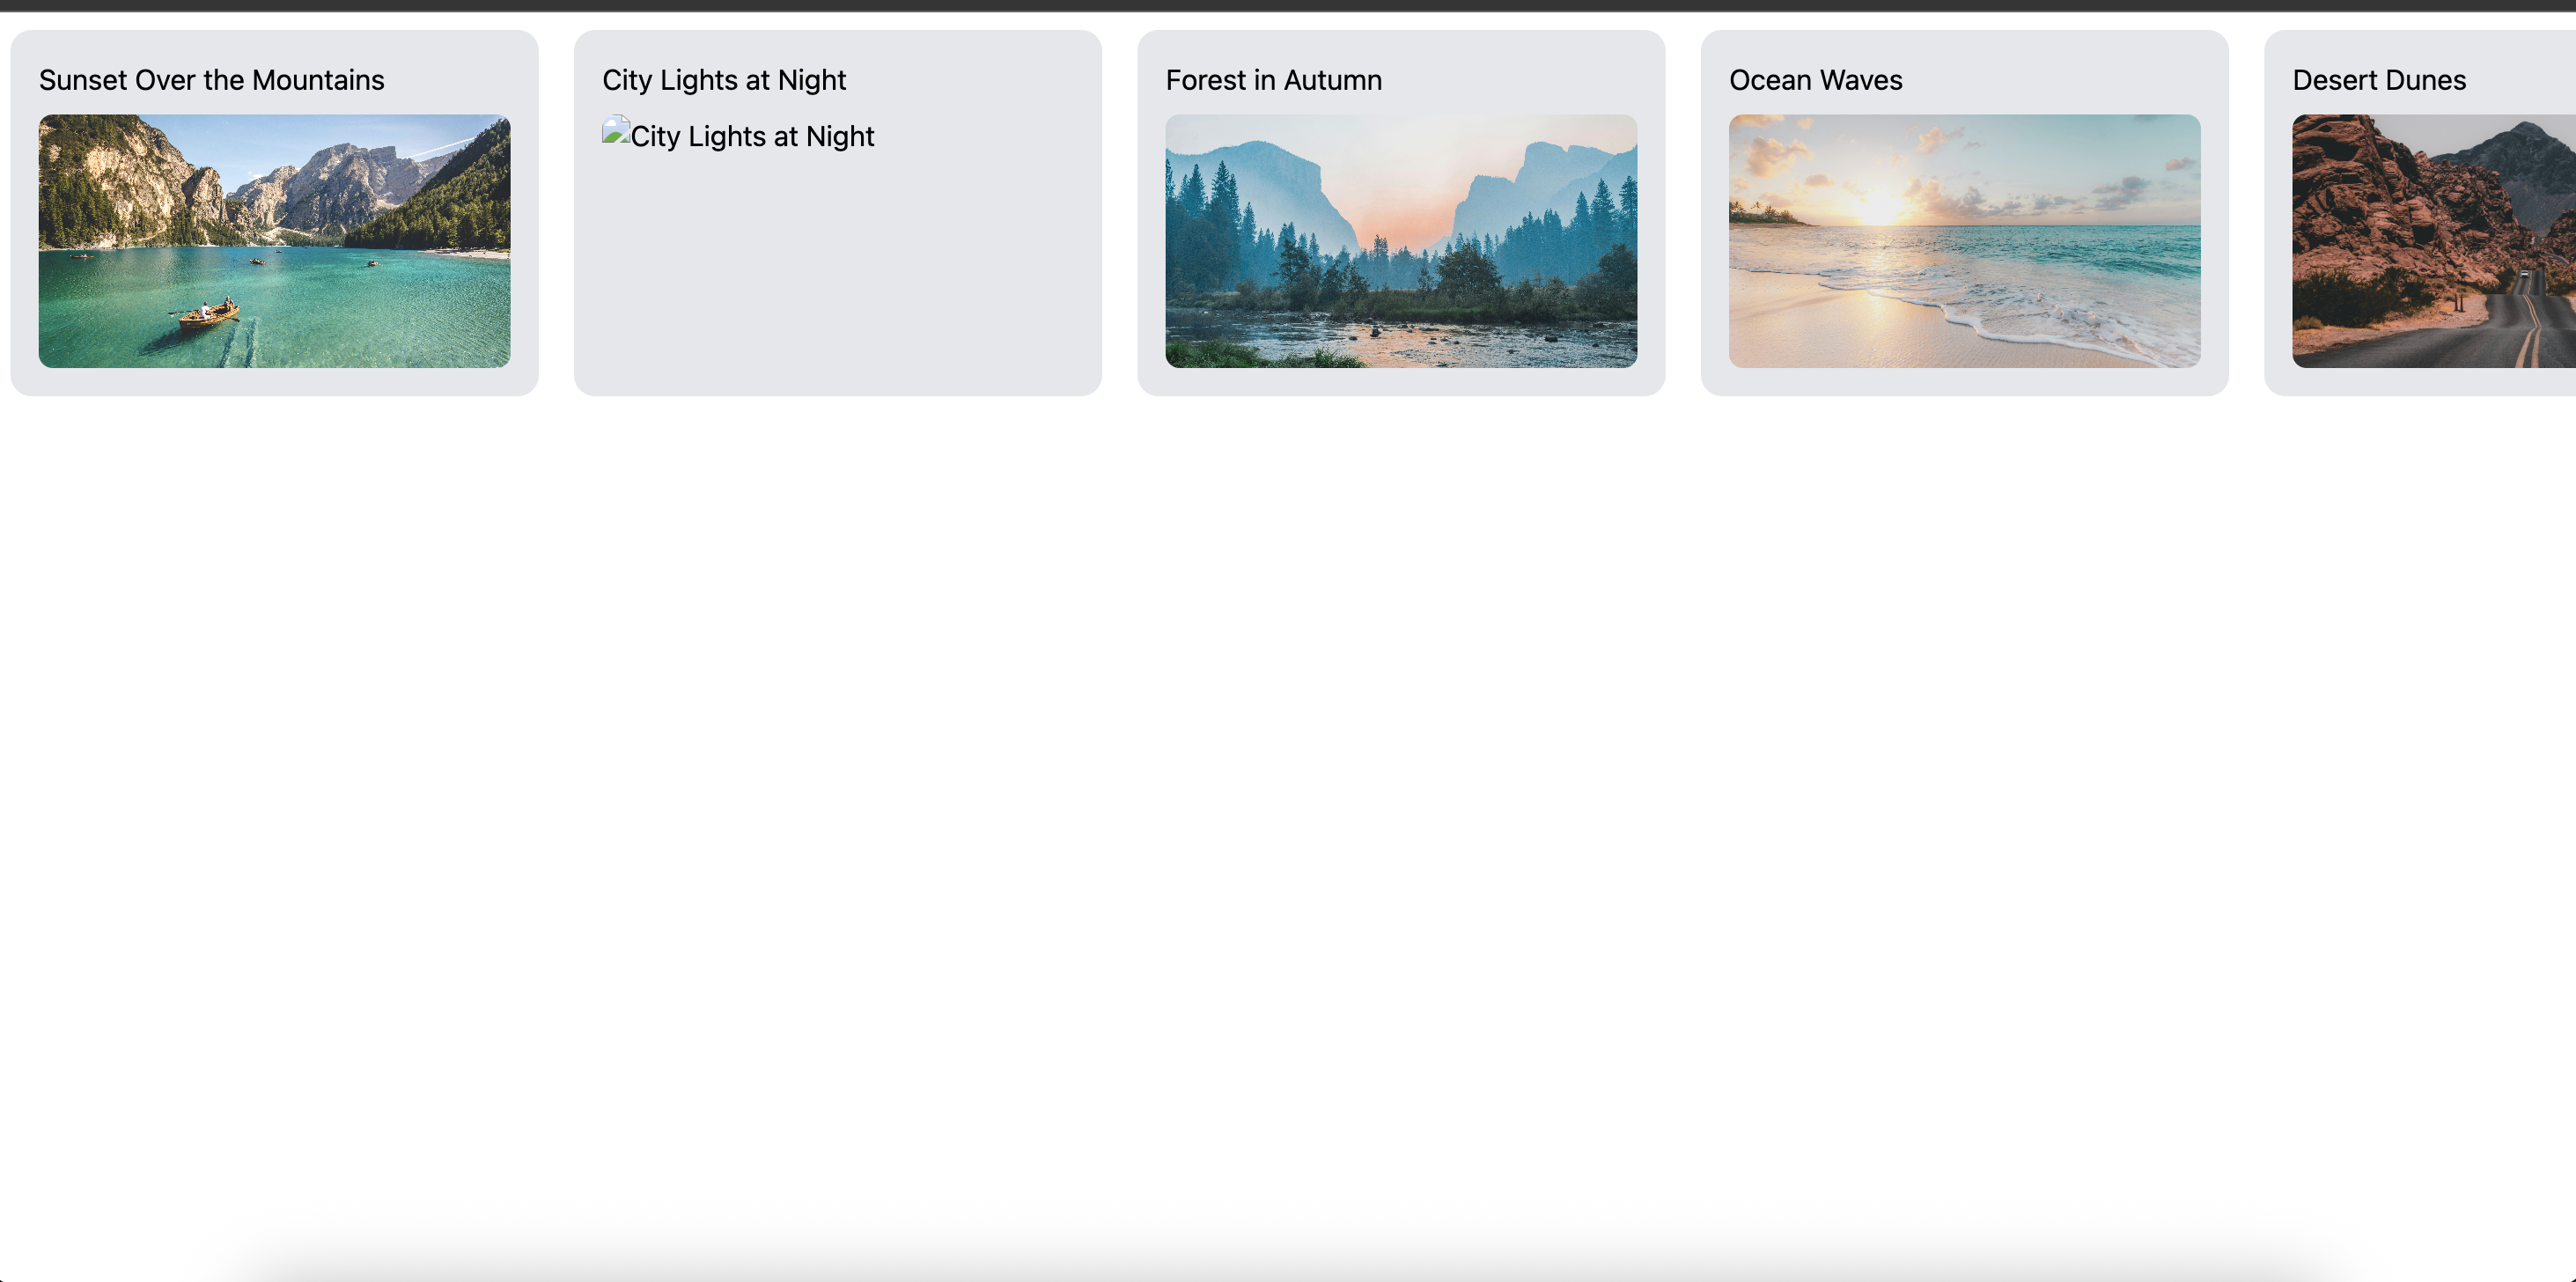 Sunset Over the Mountains
City Lights at Night
City Lights at Night
Forest in Autumn
Ocean Waves
Desert Dunes